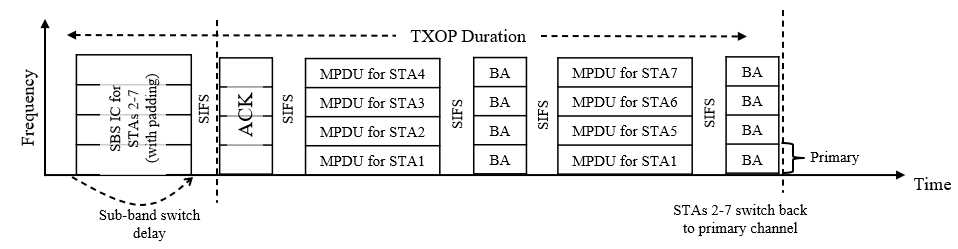 TXOP Duration
Frequency
SBS IC for
STAs 2-7
(with padding)
SIFS
ACK
SIFS
MPDU for STA4
MPDU for STA3
MPDU for STA2
MPDU for STA1
SIFS
BA
BA
BA
BA
SIFS
MPDU for STA7
MPDU for STA6
MPDU for STA5
MPDU for STA1
SIFS
BA
BA
BA
BA
Primary
Time
Sub-band switch
delay
STAs 2-7 switch back
to primary channel